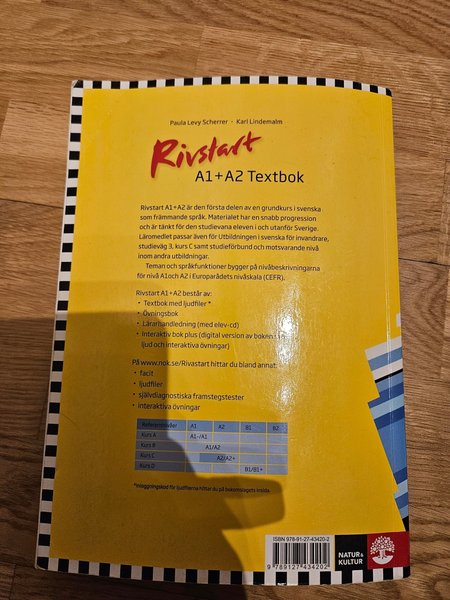 Paula Levy Scherrer · Karl Lindemalm
Rivstart
A1+A2 Textbok
Rivstart A1+A2 är den första delen av en grundkurs i svenska
som främmande språk. Materialet har en snabb progression
och är tänkt för den studievana eleven i och utanför Sverige.
Läromedlet passar även för Utbildningen i svenska för invandrare,
studieväg 3, kurs C samt studieförbund och motsvarande nivå
inom andra utbildningar.
Teman och språkfunktioner bygger på nivåbeskrivningarna
för nivå A1 och A2 i Europarådets nivåskala (CEFR).
Rivstart A1+A2 består av:
• Textbok med ljudfiler*
• Övningsbok
• Lärarhandledning (med elev-cd)
• Interaktiv bok plus (digital version av boken med
ljud och interaktiva övningar)
På www.nok.se/Rivastart hittar du bland annat:
• facit
• ljudfiler
• självdiagnostiska framstegstester
• interaktiva övningar
Referensnivåer A1 A2 B1 B2
Kurs A A1-/A1
Kurs B A1/A2
Kurs C A2/A2+
Kurs D B1/B1+
*Inloggningskod för ljudfilerna hittar du på bokomslagets insida.
ISBN 978-91-27-43420-2
9 789127 434202
NATUR &
KULTUR